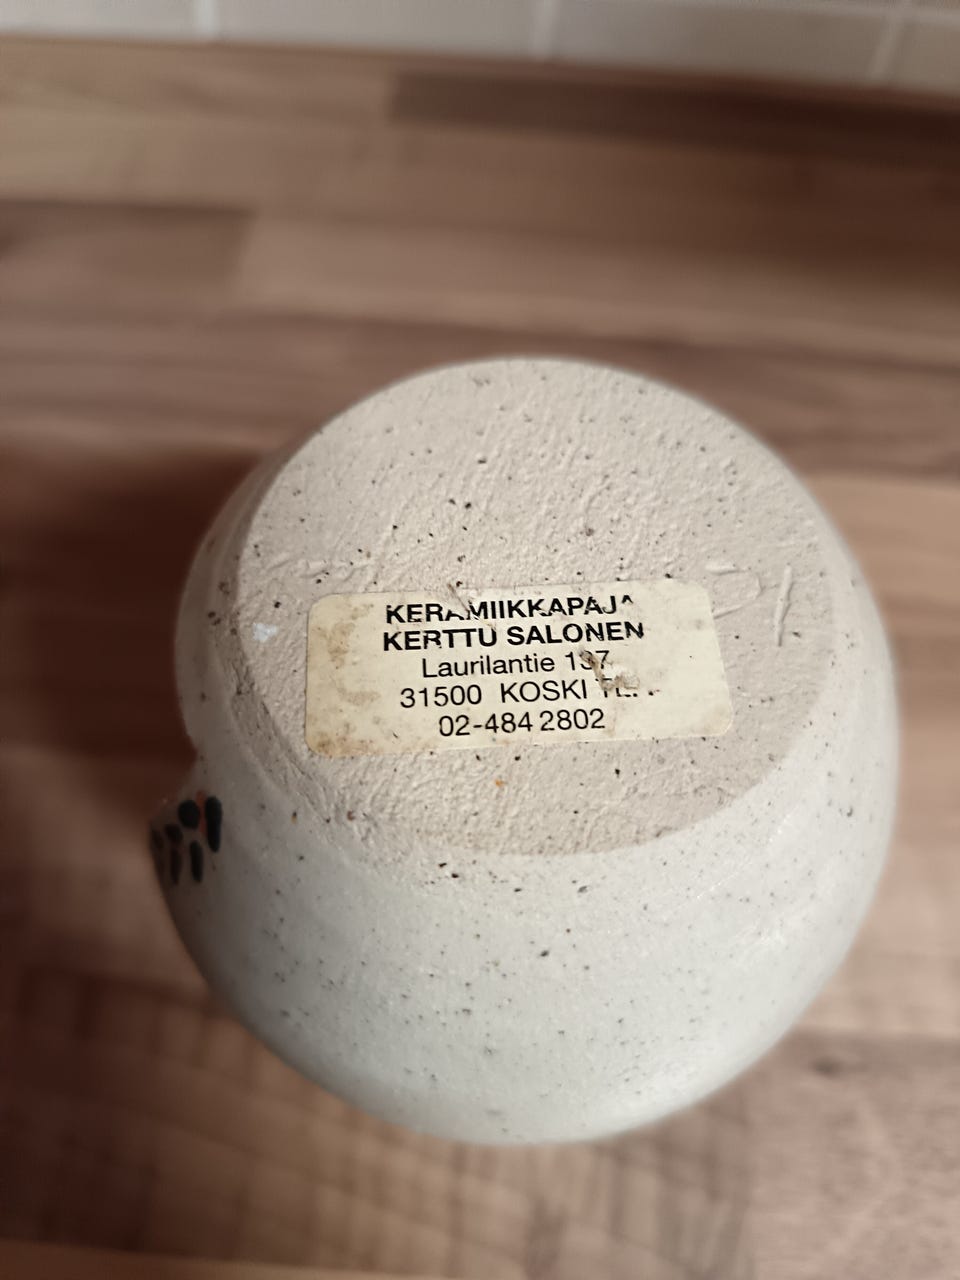 KERAMIIKKAPAJA
KERTTU SALONEN
Laurilantie 137
31500 KOSKI
02-484 2802